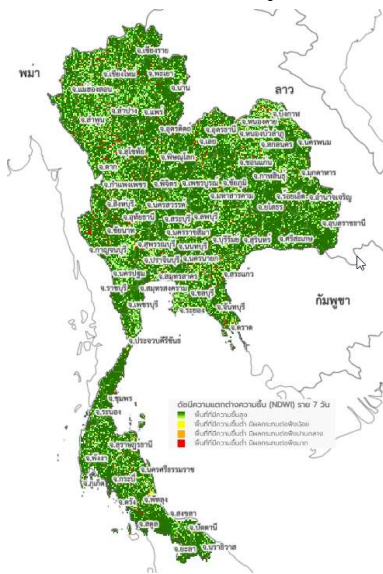 พม่า
ลาว
กัมพูชา
จ.เชียงราย
จ.เชียงใหม่
จ.พะเยา
จ.แม่ฮ่องสอน
จ.น่าน
จ.ลำปาง
จ.แพร่
จ.ลำพูน
จ.อุตรดิตถ์
จ.เลย
จ.อุดรธานี
จ.หนองคาย
จ.บึงกาฬ
จ.หนองบัวลำภู
จ.สกลนคร
จ.นครพนม
จ.สุโขทัย
จ.ตาก
จ.พิษณุโลก
จ.ขอนแก่น
จ.กาฬสินธุ์
จ.มุกดาหาร
จ.กำแพงเพชร
จ.พิจิตร
จ.เพชรบูรณ์
จ.ชัยภูมิ
จ.มหาสารคาม
จ.ร้อยเอ็ด
จ.อำนาจเจริญ
จ.ยโสธร
จ.สิงห์บุรี
จ.นครสวรรค์
จ.อุทัยธานี
จ.สระบุรี
จ.ลพบุรี
จ.อุบลราชธานี
จ.ชัยนาท
จ.นครราชสีมา
จ.บุรีรัมย์
จ.สุรินทร์
จ.ศรีสะเกษ
จ.สุพรรณบุรี
จ.นนทบุรี
จ.กาญจนบุรี
จ.ปราจีนบุรี
จ.นครนายก
จ.สระแก้ว
จ.นครปฐม
จ.สมุทรสาคร
จ.ราชบุรี
จ.สมุทรสงคราม
จ.ชลบุรี
จ.เพชรบุรี
จ.ระยอง
จ.จันทบุรี
จ.ตราด
จ.ประจวบคีรีขันธ์
จ.ชุมพร
จ.ระนอง
จ.สุราษฎร์ธานี
จ.พังงา
จ.นครศรีธรรมราช
จ.กระบี่
จ.ภูเก็ต
จ.ตรัง
จ.พัทลุง
จ.สงขลา
จ.สตูล
จ.ปัตตานี
จ.ยะลา
จ.นราธิวาส
ดัชนีความแตกต่างความชื้น (NDWI) ราย 7 วัน
พื้นที่ที่มีความชื้นสูง
พื้นที่ที่มีความชื้นต่ำ มีผลกระทบต่อพืชน้อย
พื้นที่ที่มีความชื้นต่ำ มีผลกระทบต่อพืชปานกลาง
พื้นที่ที่มีความชื้นต่ำ มีผลกระทบต่อพืชมาก